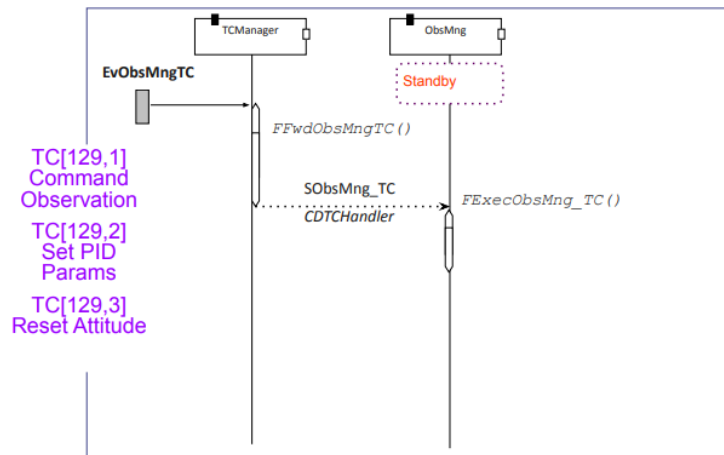 TCManager
ObsMng
EvObsMngTC
Standby
FFwdObsMngTC()
TC[129,1]
Command
Observation
SObsMng_TC
CDTCHandler
FExecObsMng_TC()
TC[129,2]
Set PID
Params
TC[129,3]
Reset Attitude